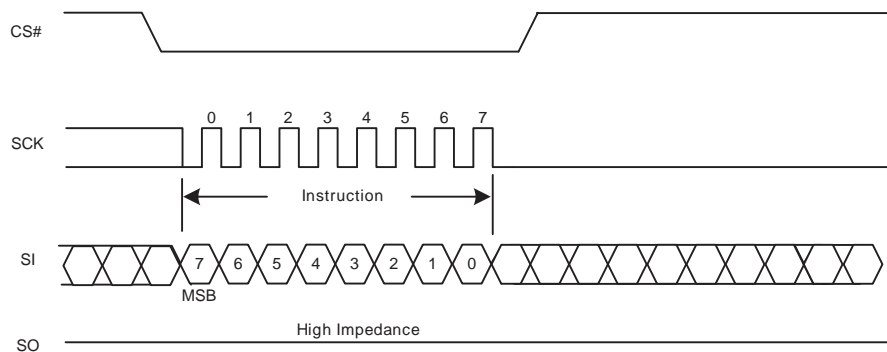 CS#
0 1 2 3 4 5 6 7
SCK
Instruction
SI
7 6 5 4 3 2 1 0
MSB
High Impedance
SO